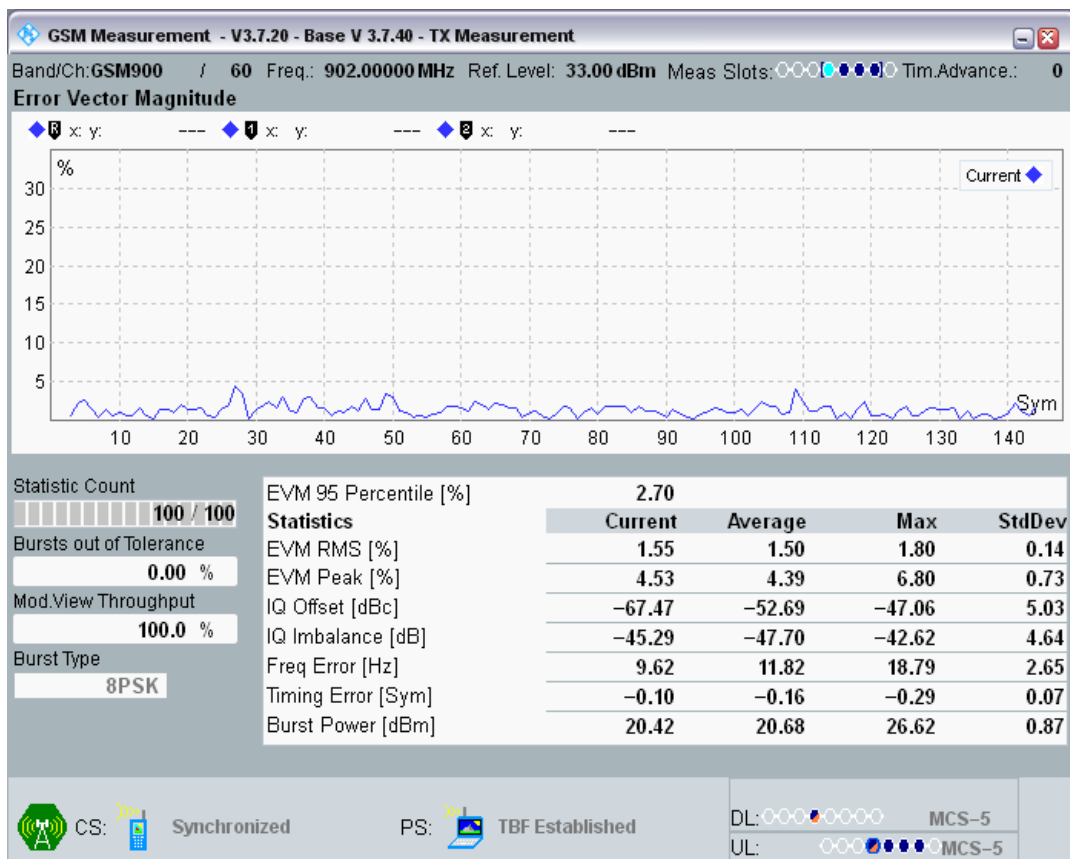 GSM Measurement - V3.7.20 - Base V 3.7.40 - TX Measurement
Band/Ch:GSM900 / 60 Freq.: 902.00000 MHz Ref. Level: 33.00 dBm Meas Slots: Tim.Advance.: 0
Error Vector Magnitude
R x: y: --- 1 x: y: --- 2 x: y: ---
%
Current
30
25
20
15
10
5
Sym
10 20 30 40 50 60 70 80 90 100 110 120 130 140
Statistic Count
100 / 100
Bursts out of Tolerance
0.00 %
Mod.View Throughput
100.0 %
Burst Type
8PSK
EVM 95 Percentile [%] 2.70
Statistics Current Average Max StdDev
EVM RMS [%] 1.55 1.50 1.80 0.14
EVM Peak [%] 4.53 4.39 6.80 0.73
IQ Offset [dBc] −67.47 −52.69 −47.06 5.03
IQ Imbalance [dB] −45.29 −47.70 −42.62 4.64
Freq Error [Hz] 9.62 11.82 18.79 2.65
Timing Error [Sym] −0.10 −0.16 −0.29 0.07
Burst Power [dBm] 20.42 20.68 26.62 0.87
CS: Synchronized PS: TBF Established
DL: MCS−5
UL: MCS−5